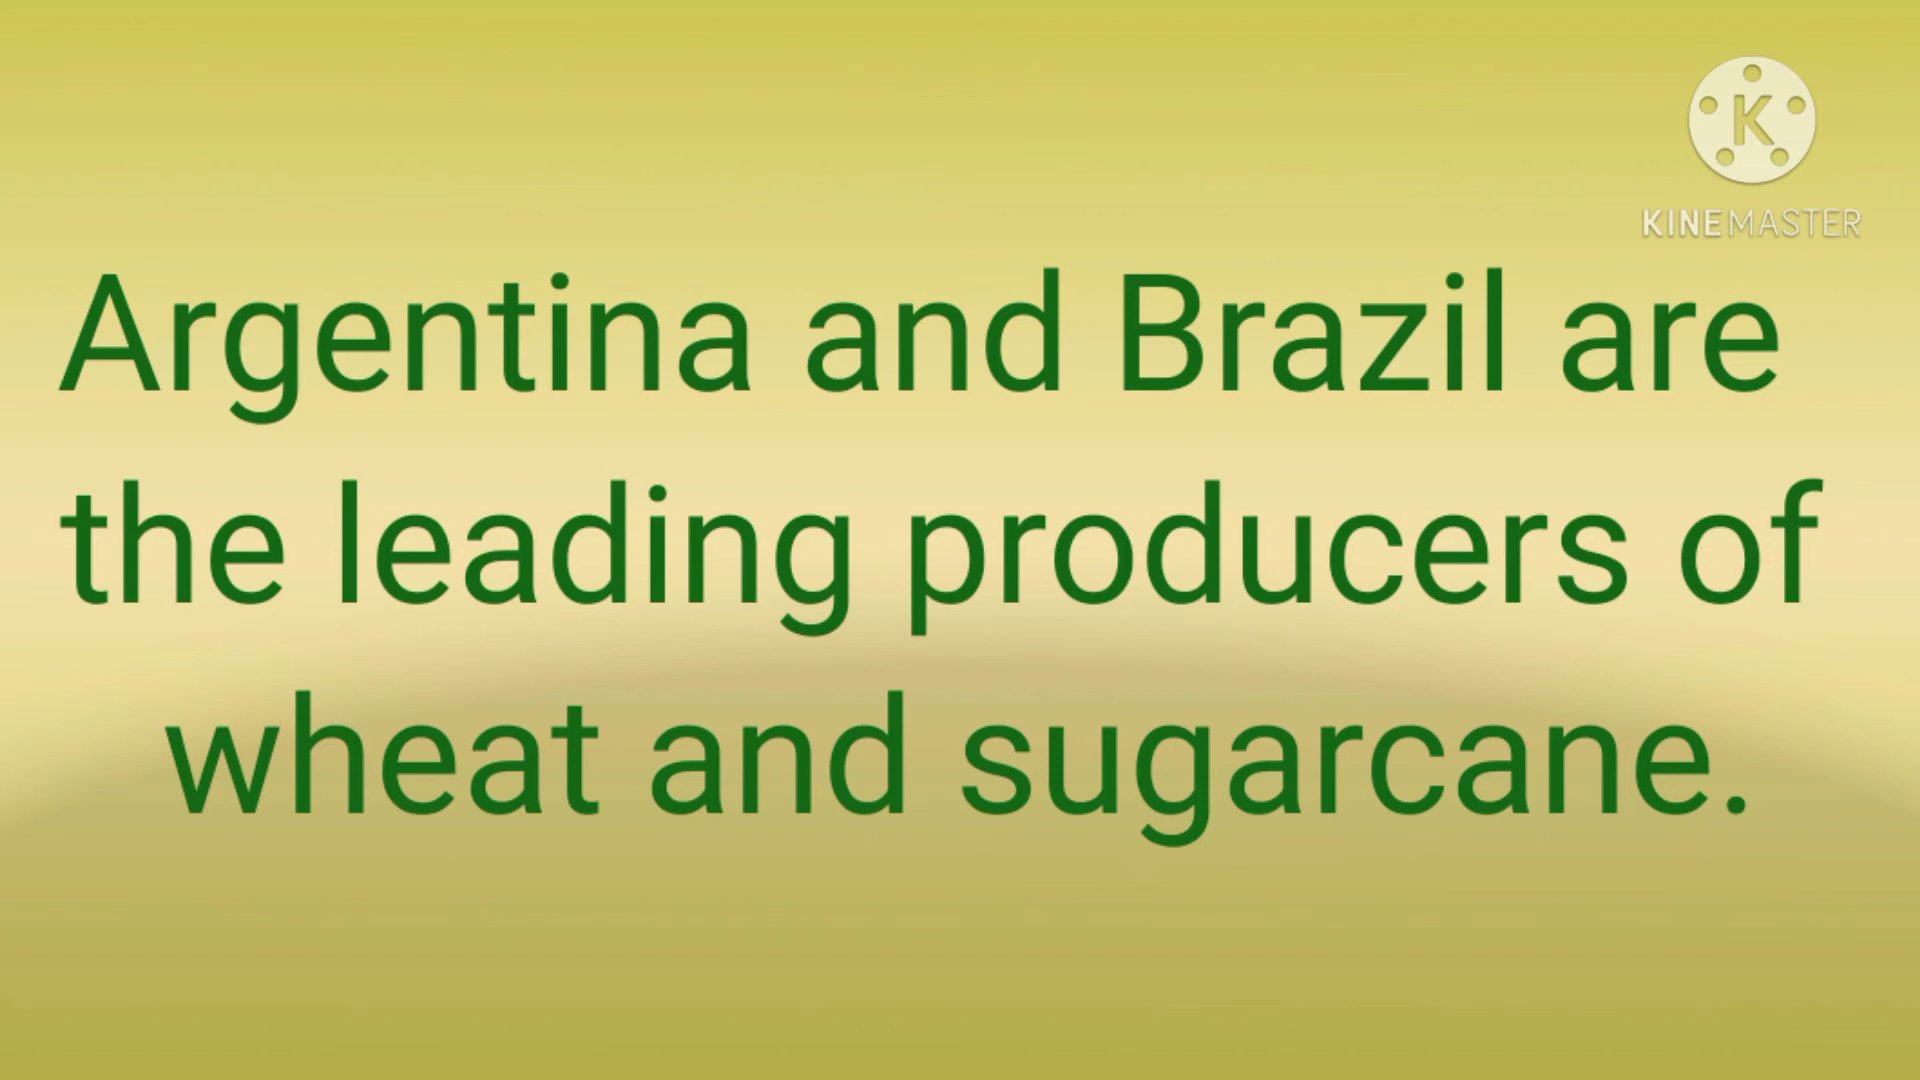 K
KINEMASTER
Argentina and Brazil are
the leading producers of
wheat and sugarcane.